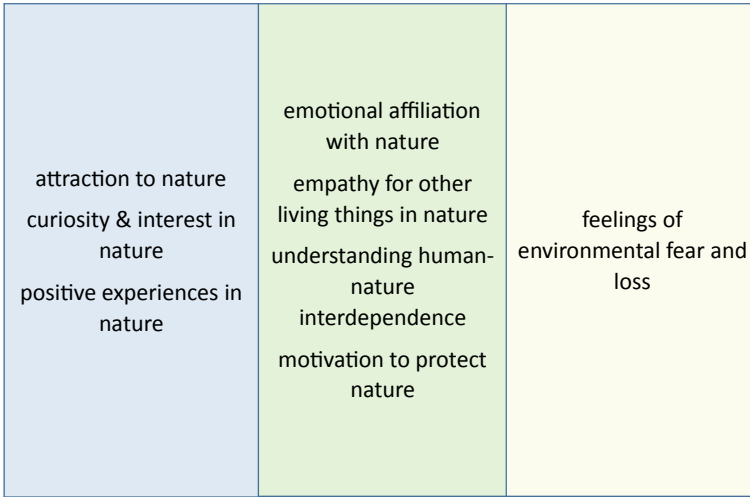 attraction to nature
curiosity & interest in
nature
positive experiences in
nature
emotional affiliation
with nature
empathy for other
living things in nature
understanding human-
nature
interdependence
motivation to protect
nature
feelings of
environmental fear and
loss